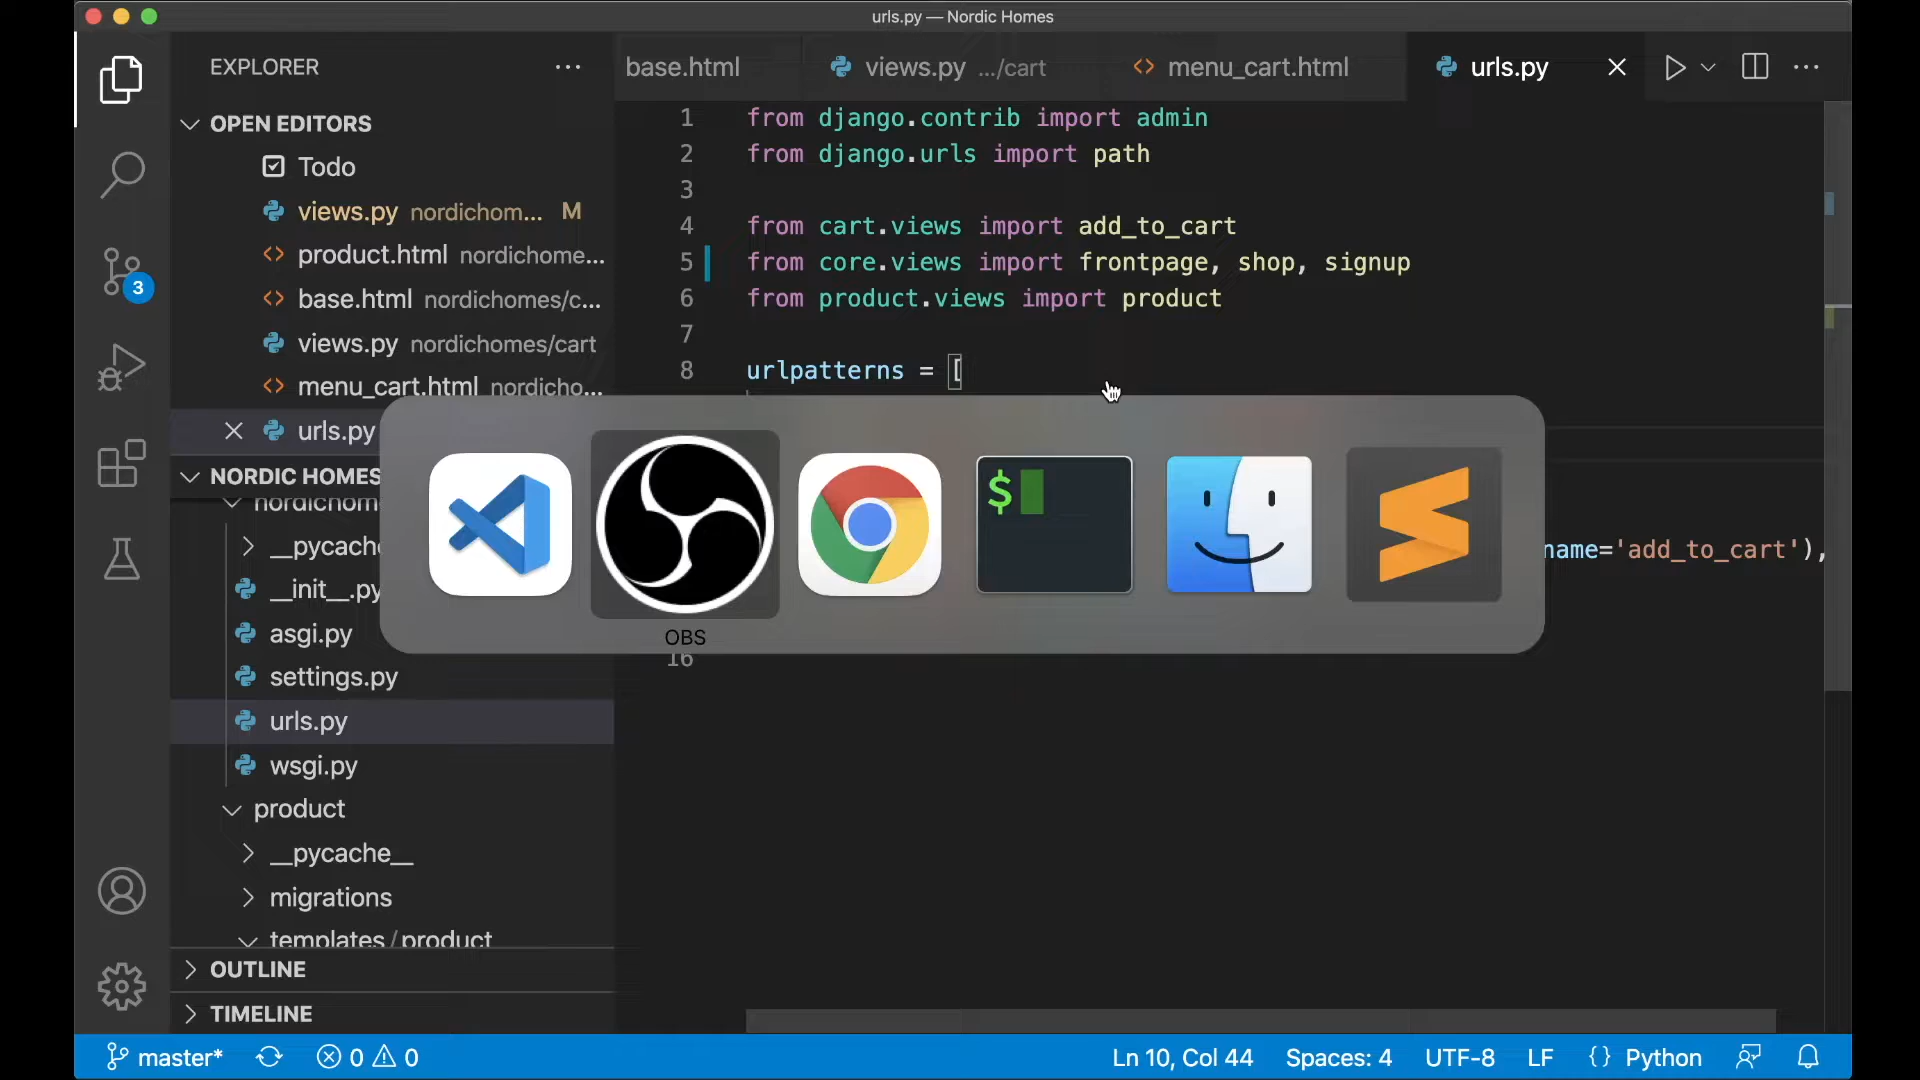 urls.py — Nordic Homes
EXPLORER
base.html
views.py .../cart
menu_cart.html
urls.py
OPEN EDITORS
Todo
views.py nordichom... M
product.html nordichome...
base.html nordichomes/c...
views.py nordichomes/cart
menu_cart.html nordicho...
urls.py
NORDIC HOMES
nordichom
__pycach
__init__.py
asgi.py
settings.py
urls.py
wsgi.py
product
__pycache__
migrations
templates/product
OUTLINE
TIMELINE
3
1 from django.contrib import admin
2 from django.urls import path
3
4 from cart.views import add_to_cart
5 from core.views import frontpage, shop, signup
6 from product.views import product
7
8 urlpatterns = [
name='add_to_cart'),
16
$
OBS
master* 0 0
Ln 10, Col 44 Spaces: 4 UTF-8 LF {} Python